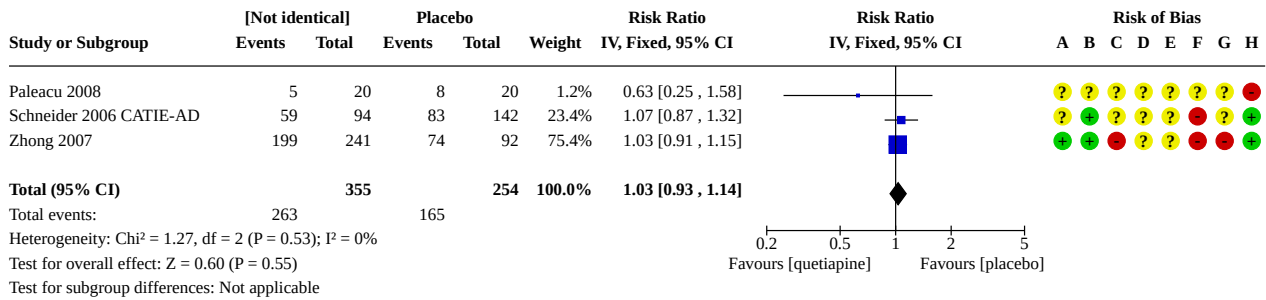 [Not identical] Placebo Risk Ratio Risk Ratio Risk of Bias
Study or Subgroup Events Total Events Total Weight IV, Fixed, 95% CI IV, Fixed, 95% CI A B C D E F G H
Paleacu 2008 5 20 8 20 1.2% 0.63 [0.25 , 1.58] ? ? ? ? ? ? ? -
Schneider 2006 CATIE-AD 59 94 83 142 23.4% 1.07 [0.87 , 1.32] ? + ? ? ? - ? +
Zhong 2007 199 241 74 92 75.4% 1.03 [0.91 , 1.15] + + - ? ? - - +
Total (95% CI) 355 254 100.0% 1.03 [0.93 , 1.14]
Total events: 263 165
Heterogeneity: Chi² = 1.27, df = 2 (P = 0.53); I² = 0%
0.2 0.5 1 2 5
Test for overall effect: Z = 0.60 (P = 0.55) Favours [quetiapine] Favours [placebo]
Test for subgroup differences: Not applicable